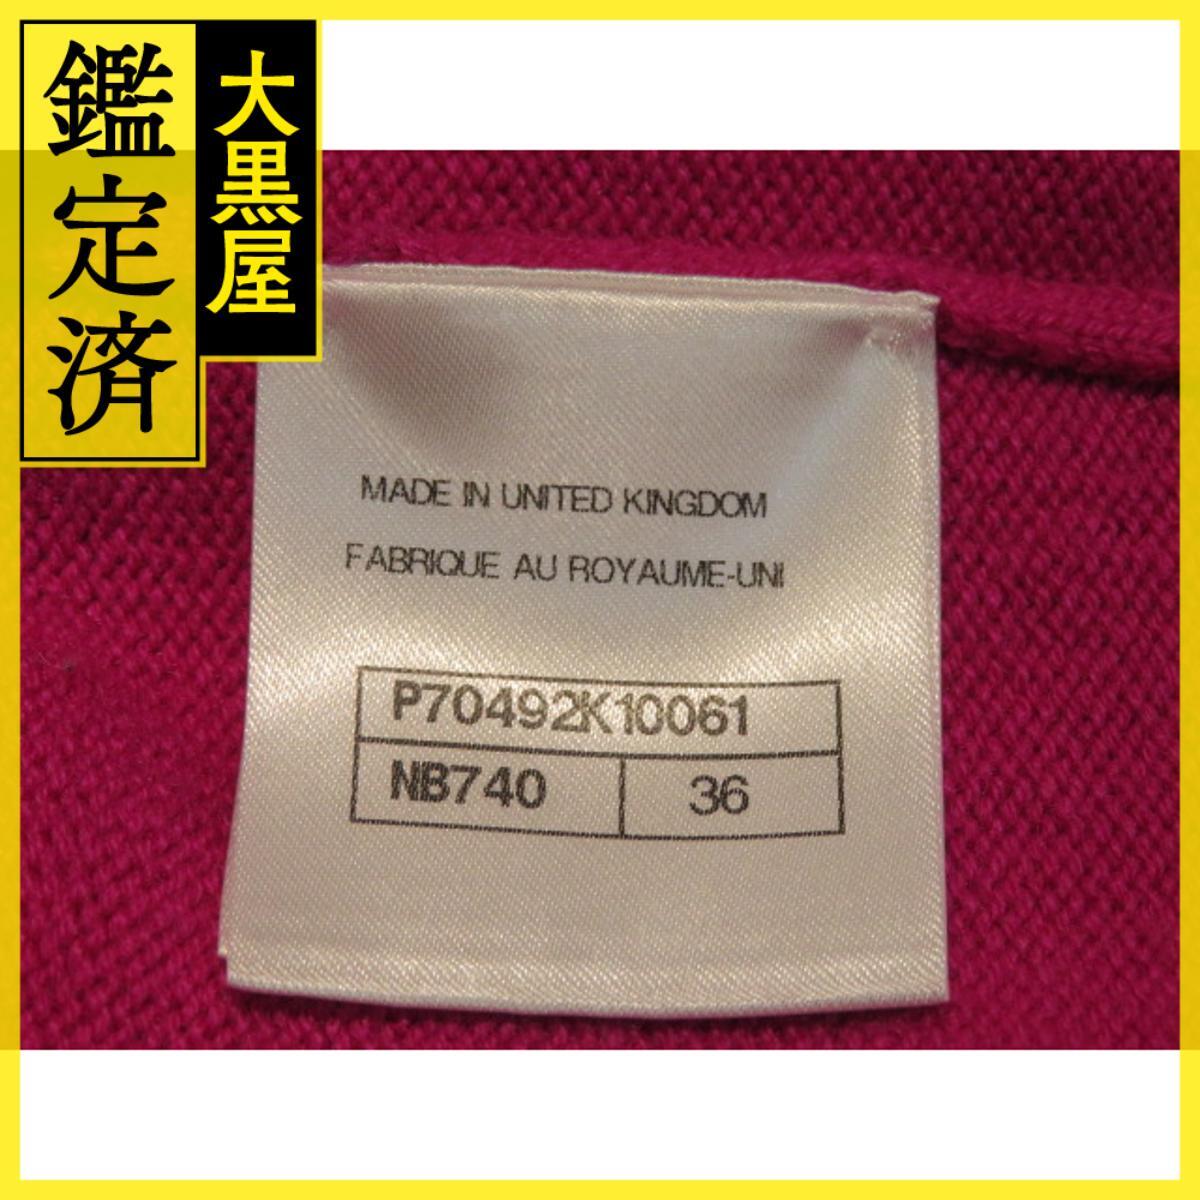 鑑定済
大黒屋
MADE IN UNITED KINGDOM
FABRIQUE AU ROYAUME-UNI
P70492K10061
NB740 36